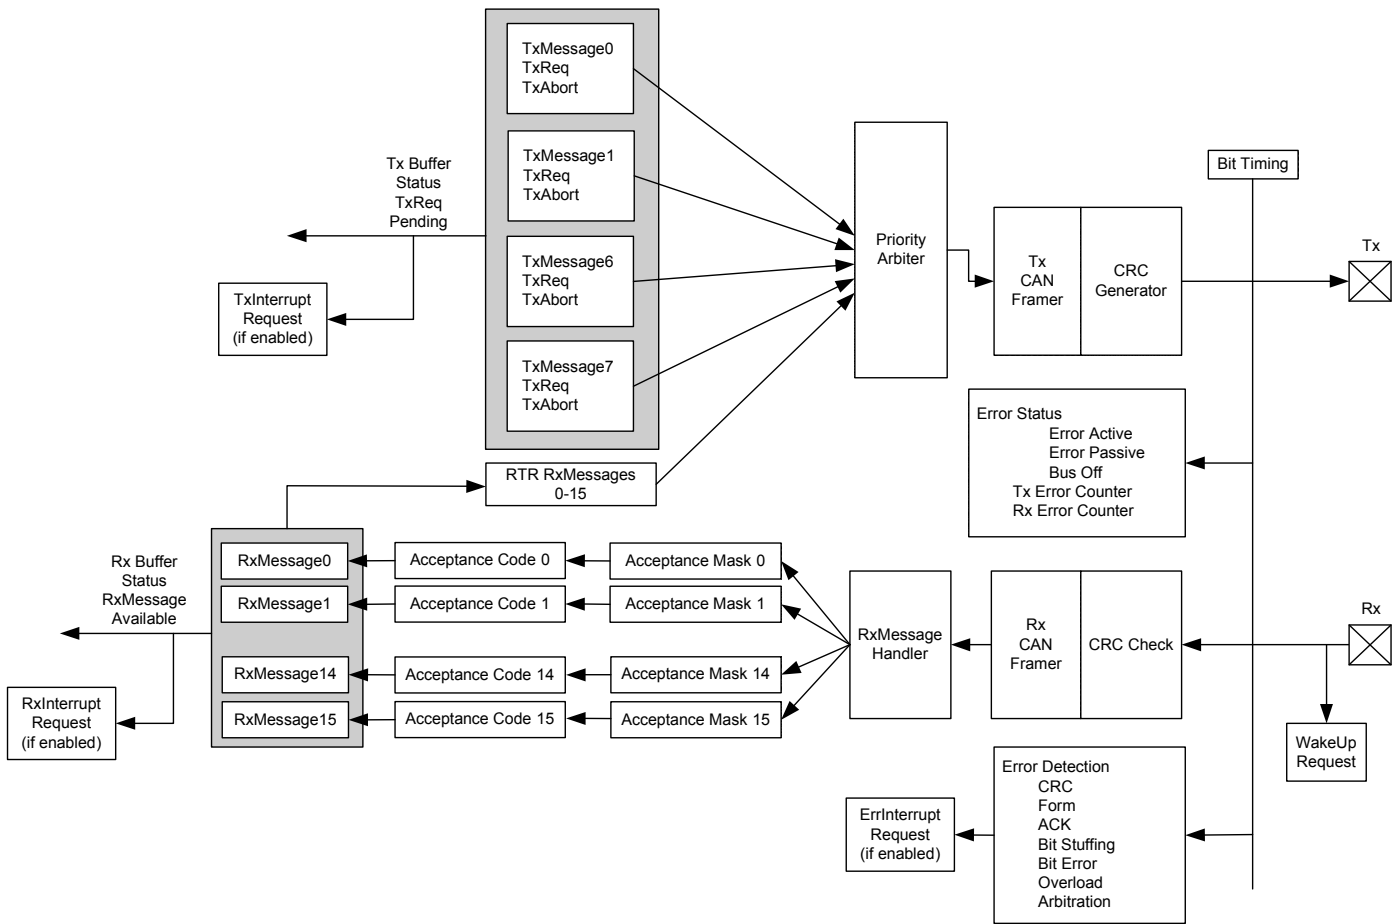 TxMessage0
TxReq
TxAbort
TxMessage1
TxReq
TxAbort
TxMessage6
TxReq
TxAbort
TxMessage7
TxReq
TxAbort
Tx Buffer
Status
TxReq
Pending
TxInterrupt
Request
(if enabled)
Priority
Arbiter
Tx
CAN
Framer
CRC
Generator
Bit Timing
Tx
Error Status
Error Active
Error Passive
Bus Off
Tx Error Counter
Rx Error Counter
RTR RxMessages
0-15
Rx Buffer
Status
RxMessage
Available
RxInterrupt
Request
(if enabled)
RxMessage0
Acceptance Code 0
Acceptance Mask 0
RxMessage1
Acceptance Code 1
Acceptance Mask 1
RxMessage14
Acceptance Code 14
Acceptance Mask 14
RxMessage15
Acceptance Code 15
Acceptance Mask 15
RxMessage
Handler
Rx
CAN
Framer
CRC Check
Rx
WakeUp
Request
Error Detection
CRC
Form
ACK
Bit Stuffing
Bit Error
Overload
Arbitration
ErrInterrupt
Request
(if enabled)